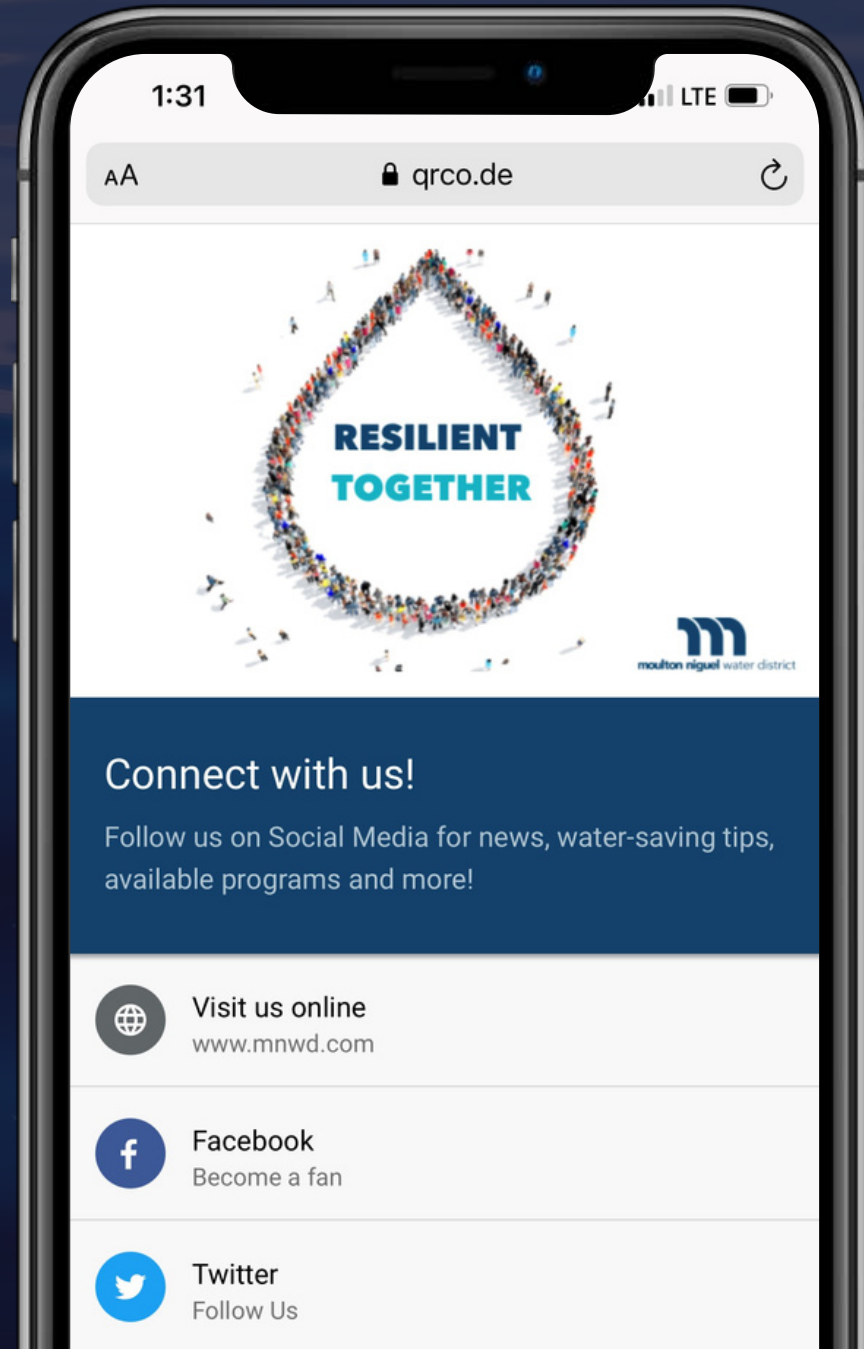 1:31
LTE
AA
qrco.de
RESILIENT
TOGETHER
m
moulton niguel water district
Connect with us!
Follow us on Social Media for news, water-saving tips,
available programs and more!
Visit us online
www.mnwd.com
f
Facebook
Become a fan
Twitter
Follow Us